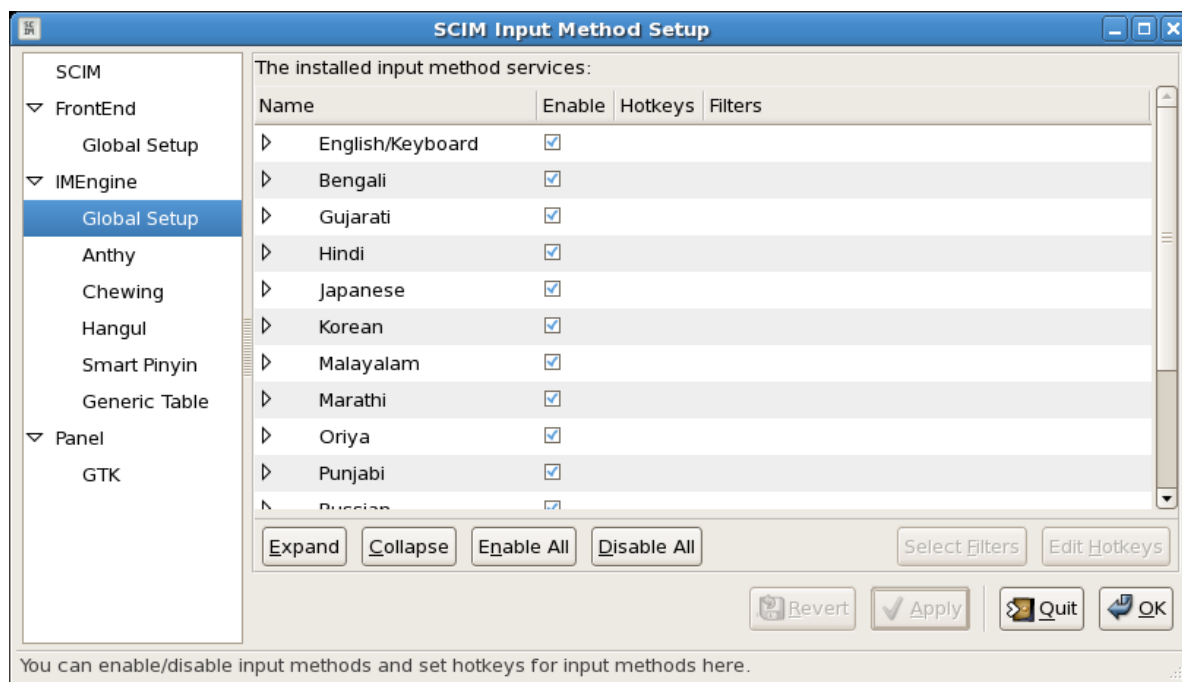 SCIM Input Method Setup
SCIM
FrontEnd
Global Setup
IMEngine
Global Setup
Anthy
Chewing
Hangul
Smart Pinyin
Generic Table
Panel
GTK
The installed input method services:
Name Enable Hotkeys Filters
English/Keyboard
Bengali
Gujarati
Hindi
Japanese
Korean
Malayalam
Marathi
Oriya
Punjabi
Russian
Expand Collapse Enable All Disable All Select Filters Edit Hotkeys
Revert Apply Quit OK
You can enable/disable input methods and set hotkeys for input methods here.